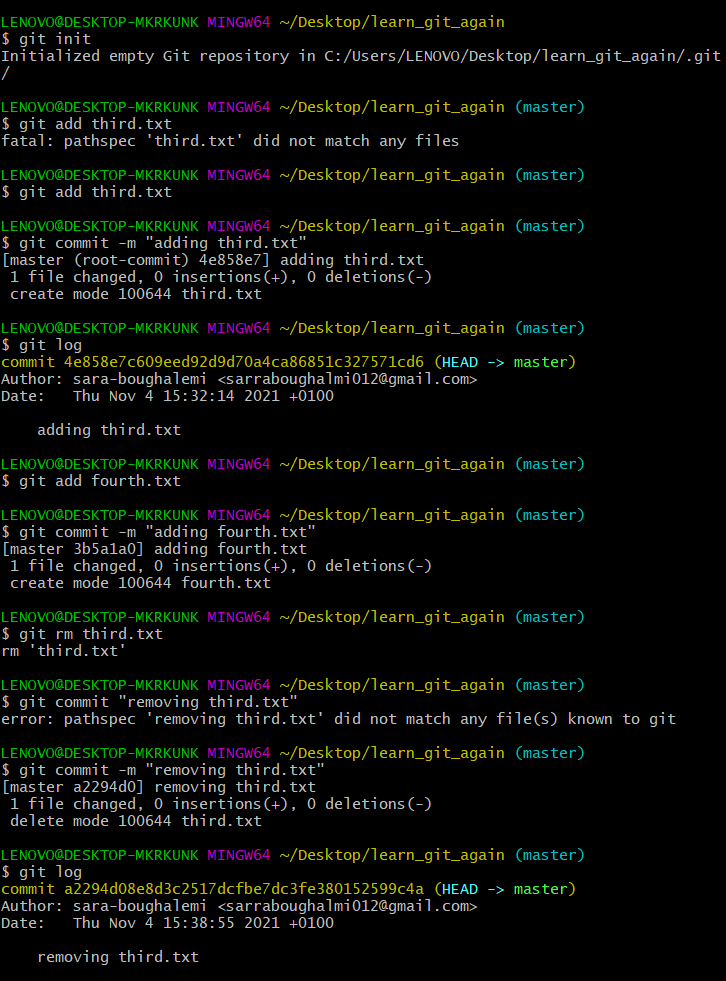 LENOVO@DESKTOP-MKRKUNK MINGW64 ~/Desktop/learn_git_again
$ git init
Initialized empty Git repository in C:/Users/LENOVO/Desktop/learn_git_again/.git
/
LENOVO@DESKTOP-MKRKUNK MINGW64 ~/Desktop/learn_git_again (master)
$ git add third.txt
fatal: pathspec 'third.txt' did not match any files
LENOVO@DESKTOP-MKRKUNK MINGW64 ~/Desktop/learn_git_again (master)
$ git add third.txt
LENOVO@DESKTOP-MKRKUNK MINGW64 ~/Desktop/learn_git_again (master)
$ git commit -m "adding third.txt"
[master (root-commit) 4e858e7] adding third.txt
 1 file changed, 0 insertions(+), 0 deletions(-)
 create mode 100644 third.txt
LENOVO@DESKTOP-MKRKUNK MINGW64 ~/Desktop/learn_git_again (master)
$ git log
commit 4e858e7c609eed92d9d70a4ca86851c327571cd6 (HEAD -> master)
Author: sara-boughalemi <sarraboughalmi012@gmail.com>
Date:   Thu Nov 4 15:32:14 2021 +0100
    adding third.txt
LENOVO@DESKTOP-MKRKUNK MINGW64 ~/Desktop/learn_git_again (master)
$ git add fourth.txt
LENOVO@DESKTOP-MKRKUNK MINGW64 ~/Desktop/learn_git_again (master)
$ git commit -m "adding fourth.txt"
[master 3b5a1a0] adding fourth.txt
 1 file changed, 0 insertions(+), 0 deletions(-)
 create mode 100644 fourth.txt
LENOVO@DESKTOP-MKRKUNK MINGW64 ~/Desktop/learn_git_again (master)
$ git rm third.txt
rm 'third.txt'
LENOVO@DESKTOP-MKRKUNK MINGW64 ~/Desktop/learn_git_again (master)
$ git commit "removing third.txt"
error: pathspec 'removing third.txt' did not match any file(s) known to git
LENOVO@DESKTOP-MKRKUNK MINGW64 ~/Desktop/learn_git_again (master)
$ git commit -m "removing third.txt"
[master a2294d0] removing third.txt
 1 file changed, 0 insertions(+), 0 deletions(-)
 delete mode 100644 third.txt
LENOVO@DESKTOP-MKRKUNK MINGW64 ~/Desktop/learn_git_again (master)
$ git log
commit a2294d08e8d3c2517dcfbe7dc3fe380152599c4a (HEAD -> master)
Author: sara-boughalemi <sarraboughalmi012@gmail.com>
Date:   Thu Nov 4 15:38:55 2021 +0100
    removing third.txt